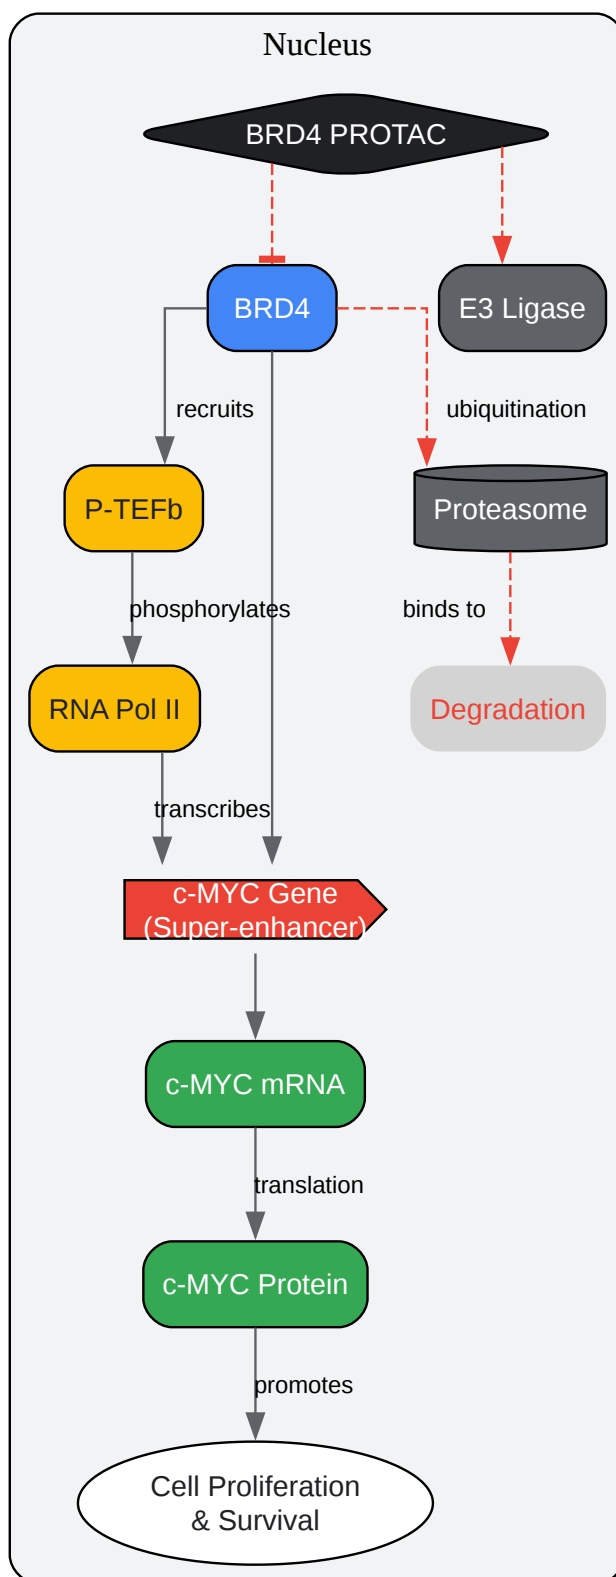 Nucleus
BRD4 PROTAC
BRD4
E3 Ligase
recruits
ubiquitination
P-TEFb
Proteasome
phosphorylates
binds to
RNA Pol II
Degradation
transcribes
c-MYC Gene
(Super-enhancer)
c-MYC mRNA
translation
c-MYC Protein
promotes
Cell Proliferation
& Survival